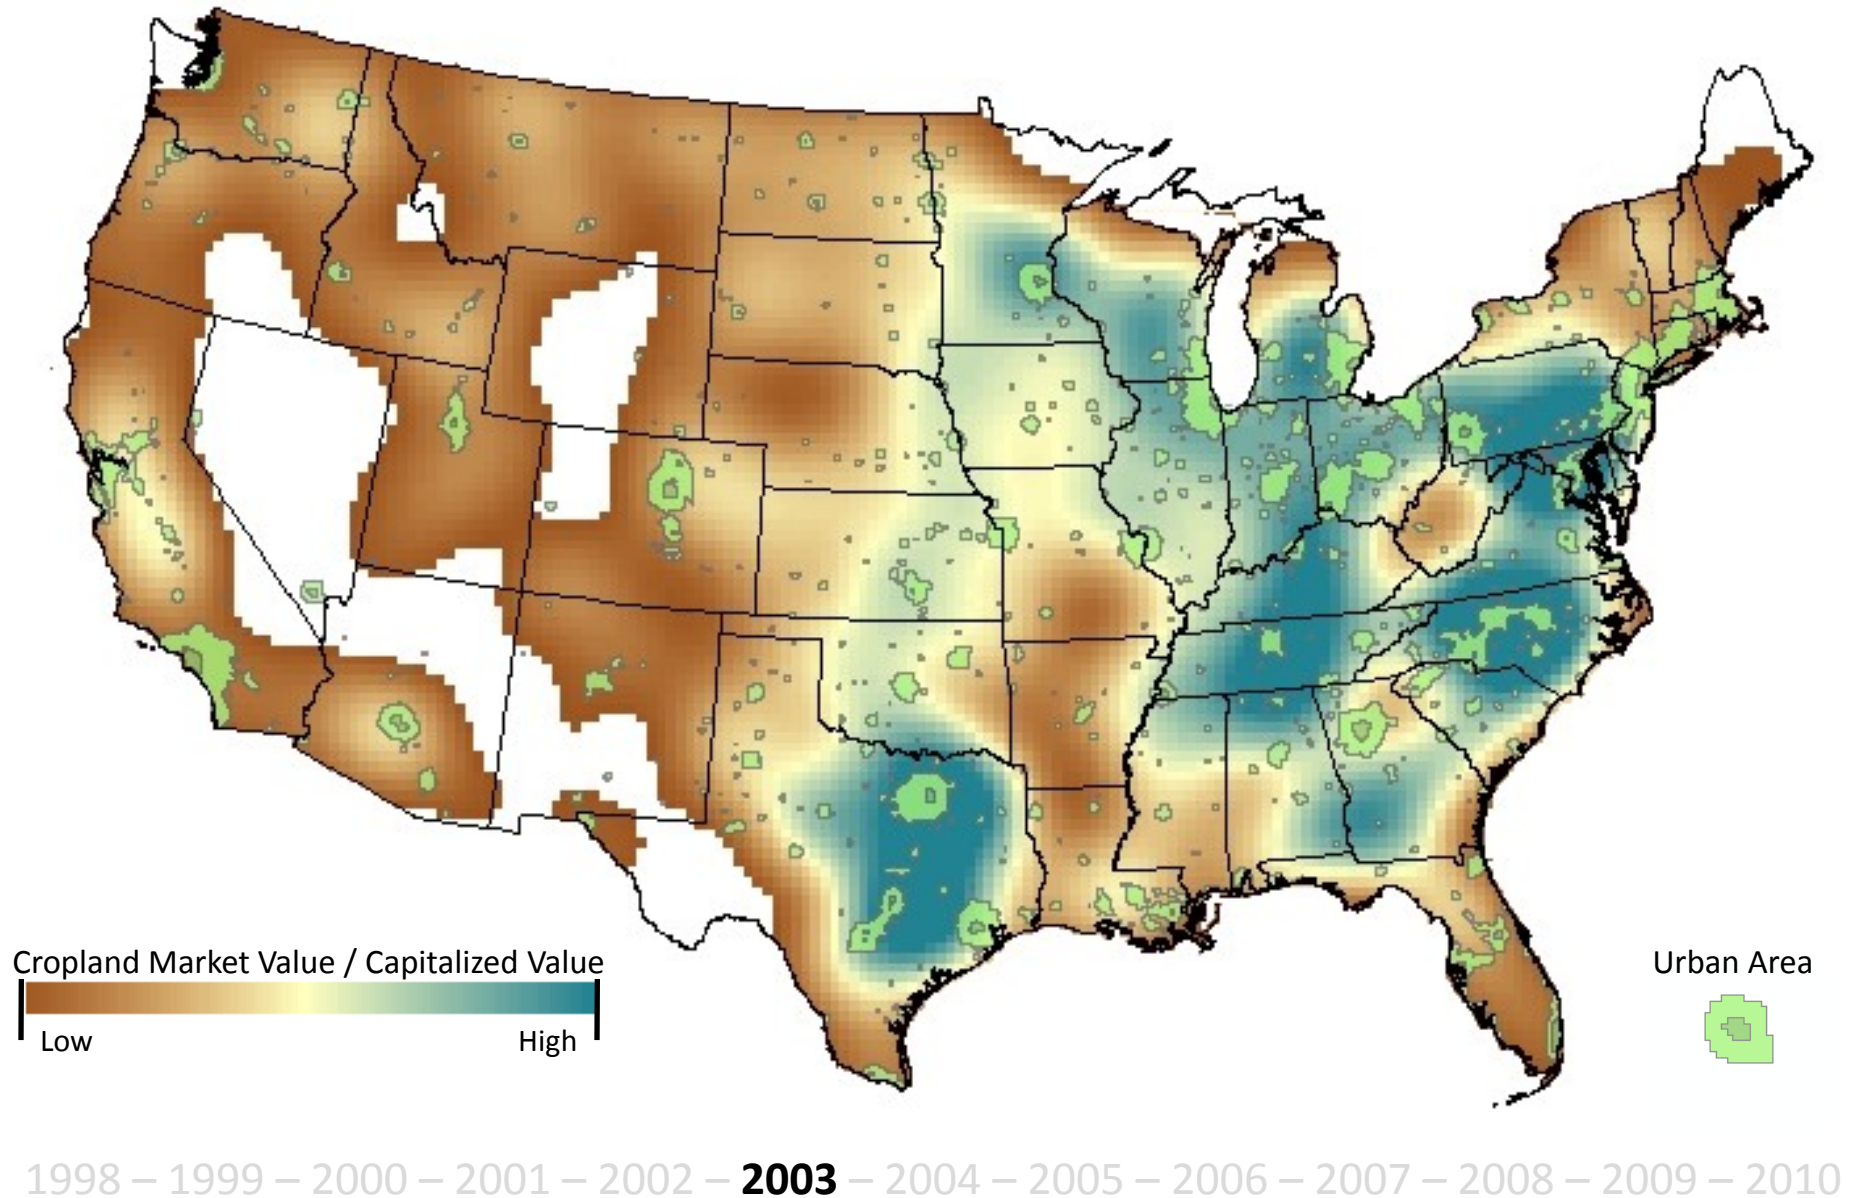 Cropland Market Value / Capitalized Value
Low High
Urban Area
1998 – 1999 – 2000 – 2001 – 2002 – 2003 – 2004 – 2005 – 2006 – 2007 – 2008 – 2009 – 2010